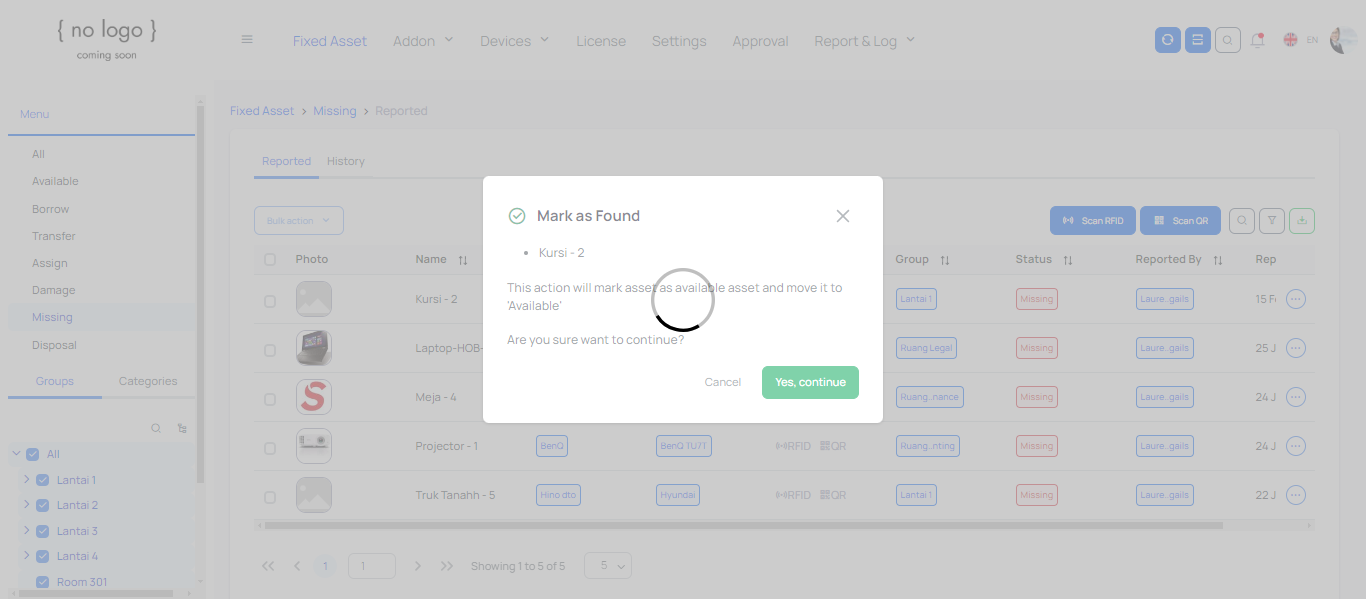 { no logo }
coming soon
Fixed Asset
Addon
Devices
License
Settings
Approval
Report & Log
EN
Menu
All
Available
Borrow
Transfer
Assign
Damage
Missing
Disposal
Groups
Categories
All
Lantai 1
Lantai 2
Lantai 3
Lantai 4
Room 301
Fixed Asset > Missing > Reported
Reported
History
Bulk action
Scan RFID
Scan QR
Photo
Name
Group
Status
Reported By
Rep
Kursi - 2
Lantai 1
Missing
Laure...gails
15 F
Laptop-HOB-
Ruang Legal
Missing
Laure...gails
25 J
Meja - 4
Ruang...nance
Missing
Laure...gails
24 J
Projector - 1
BenQ
BenQ TU7T
RFID
QR
Ruang...nting
Missing
Laure...gails
24 J
Truk Tanahh - 5
Hino dto
Hyundai
RFID
QR
Lantai 1
Missing
Laure...gails
22 J
1
1
Showing 1 to 5 of 5
5
Mark as Found
Kursi - 2
This action will mark asset as available asset and move it to
'Available'
Are you sure want to continue?
Cancel
Yes, continue